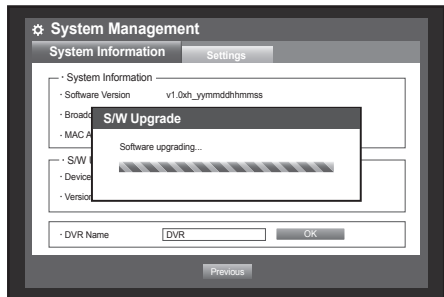 System Management
System Information
Settings
· System Information
· Software Version v1.0xh_yymmddhhmmss
· Broadc
· MAC A
S/W Upgrade
Software upgrading...
· S/W U
· Device
· Version
· DVR Name DVR OK
Previous